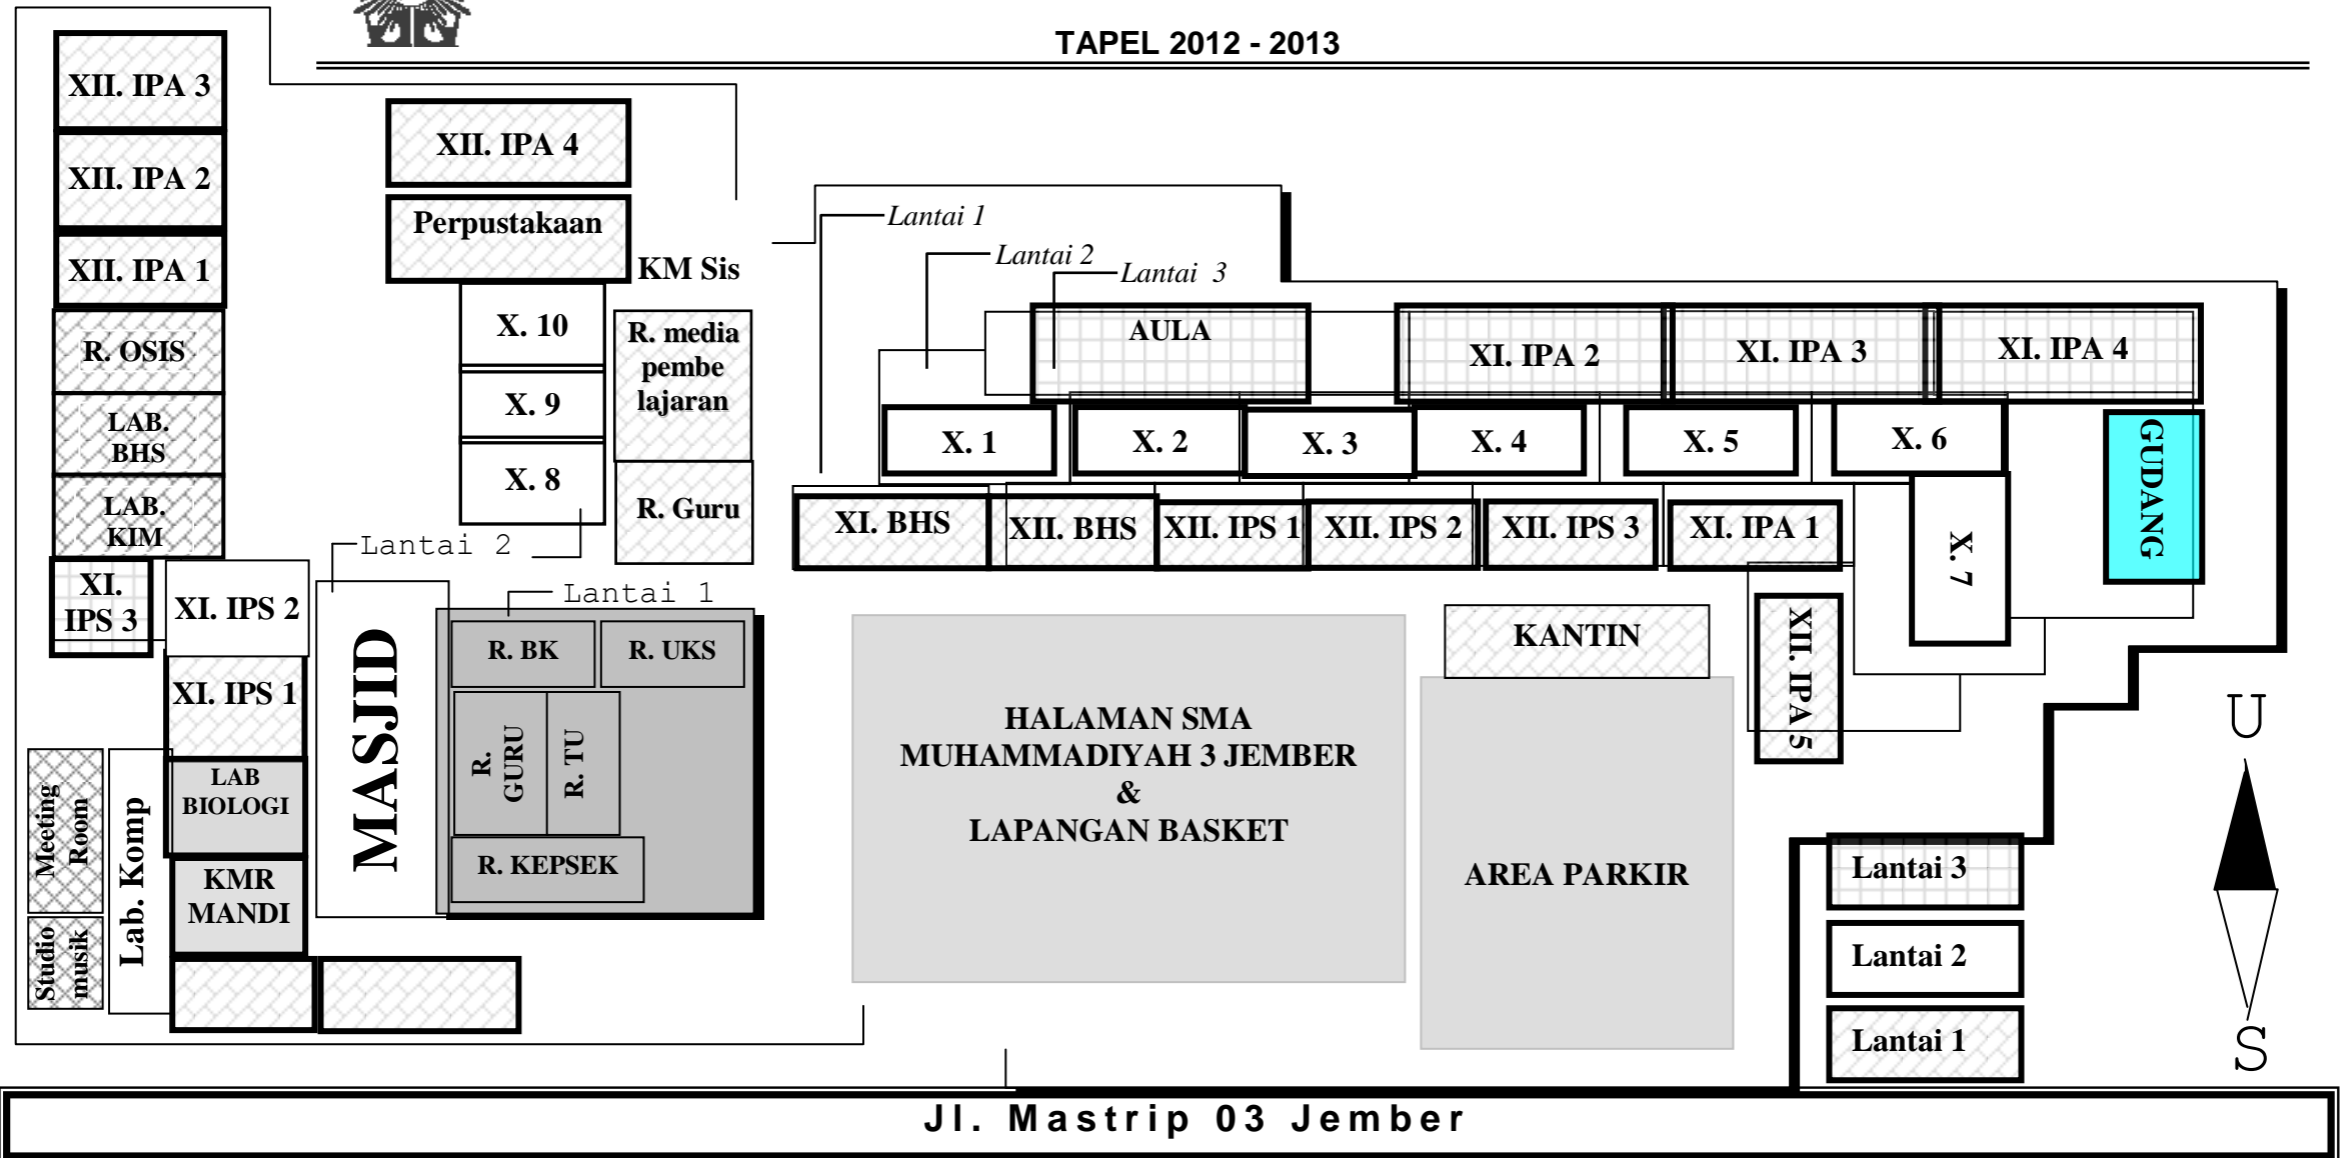 TAPEL 2012 - 2013
XII. IPA 3
XII. IPA 2
XII. IPA 1
R. OSIS
LAB.
BHS
LAB.
KIM
XI.
IPS 3
XI. IPS 2
XI. IPS 1
LAB
BIOLOGI
KMR
MANDI
Meeting
Room
Studio
musik
Lab. Komp
XII. IPA 4
Perpustakaan
KM Sis
X. 10
X. 9
X. 8
R. media
pembe
lajaran
R. Guru
Lantai 2
Lantai 1
MASJID
R. BK
R. UKS
R.
GURU
R. TU
R. KEPSEK
Lantai 1
Lantai 2
Lantai 3
AULA
XI. IPA 2
XI. IPA 3
XI. IPA 4
X. 1
X. 2
X. 3
X. 4
X. 5
X. 6
X. 7
GUDANG
XI. BHS
XII. BHS
XII. IPS 1
XII. IPS 2
XII. IPS 3
XI. IPA 1
XII. IPA 5
HALAMAN SMA
MUHAMMADIYAH 3 JEMBER
&
LAPANGAN BASKET
KANTIN
AREA PARKIR
Lantai 3
Lantai 2
Lantai 1
U
S
Jl. Mastrip 03 Jember